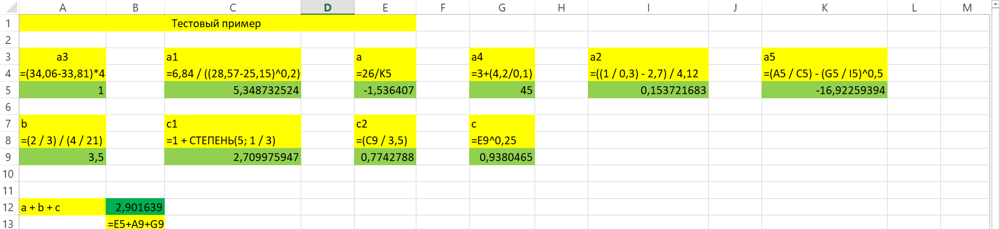 A B C D E F G H I J K L M
1 Тестовый пример
2
3 a3 a1 a a4 a2 a5
4 =(34,06-33,81)*4 =6,84 / ((28,57-25,15)^0,2) =26/K5 =3+(4,2/0,1) =((1 / 0,3) - 2,7) / 4,12 =(A5 / C5) - (G5 / I5)^0,5
5 1 5,348732524 -1,536407 45 0,153721683 -16,92259394
6
7 b c1 c2 c
8 =(2 / 3) / (4 / 21) =1 + СТЕПЕНЬ(5; 1 / 3) =(C9 / 3,5) =E9^0,25
9 3,5 2,709975947 0,7742788 0,9380465
10
11
12 a + b + c 2,901639
13 =E5+A9+G9